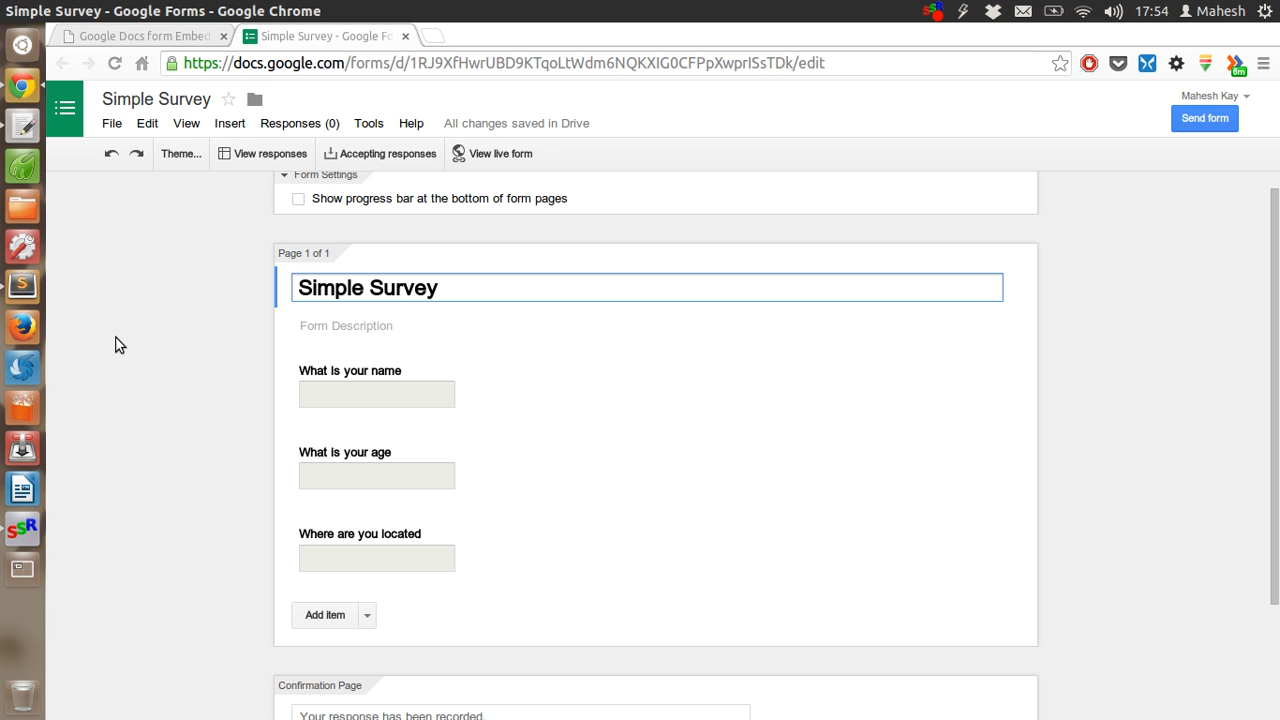 Simple Survey - Google Forms - Google Chrome
17:54 Mahesh
Google Docs form Embed
Simple Survey - Google Fo
https://docs.google.com/forms/d/1RJ9XfHwrUBD9KTqoLtWdm6NQKXIG0CFPpXwprISsTDk/edit
8m
Simple Survey
Mahesh Kay
File Edit View Insert Responses (0) Tools Help All changes saved in Drive
Send form
Theme... View responses Accepting responses View live form
Form Settings
Show progress bar at the bottom of form pages
Page 1 of 1
Simple Survey
Form Description
What is your name
What is your age
Where are you located
Add item
Confirmation Page
Your response has been recorded.
SSR